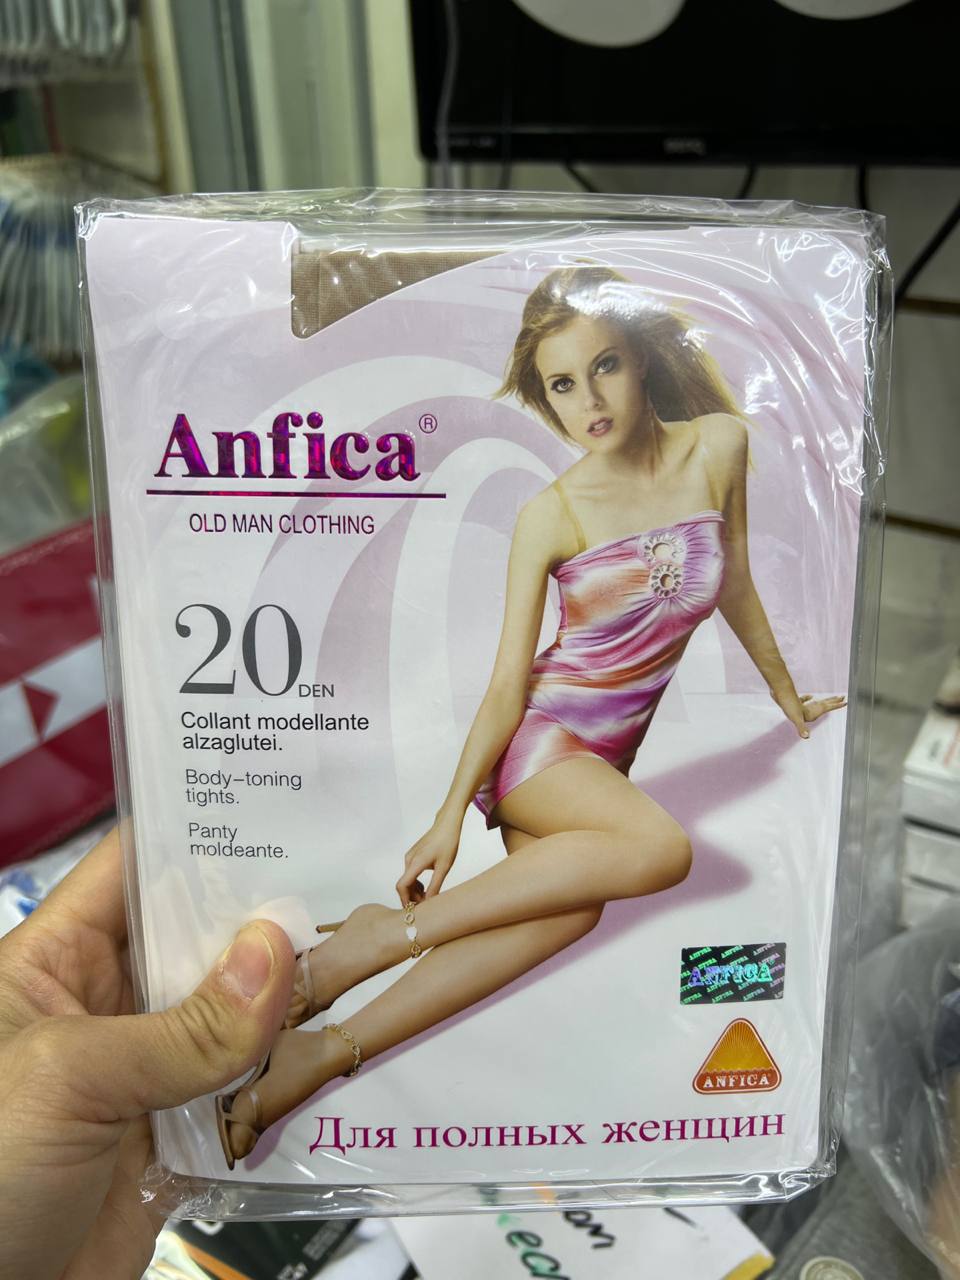 BENQ
Anfica®
OLD MAN CLOTHING
20 DEN
Collant modellante
alzaglutei.
Body-toning
tights.
Panty
moldeante.
ANFICA
ANFICA
Для полных женщин